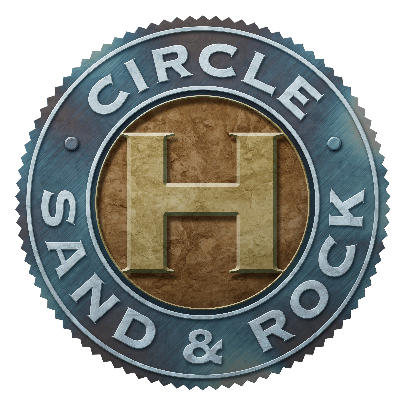 CIRCLE
H
SAND & ROCK